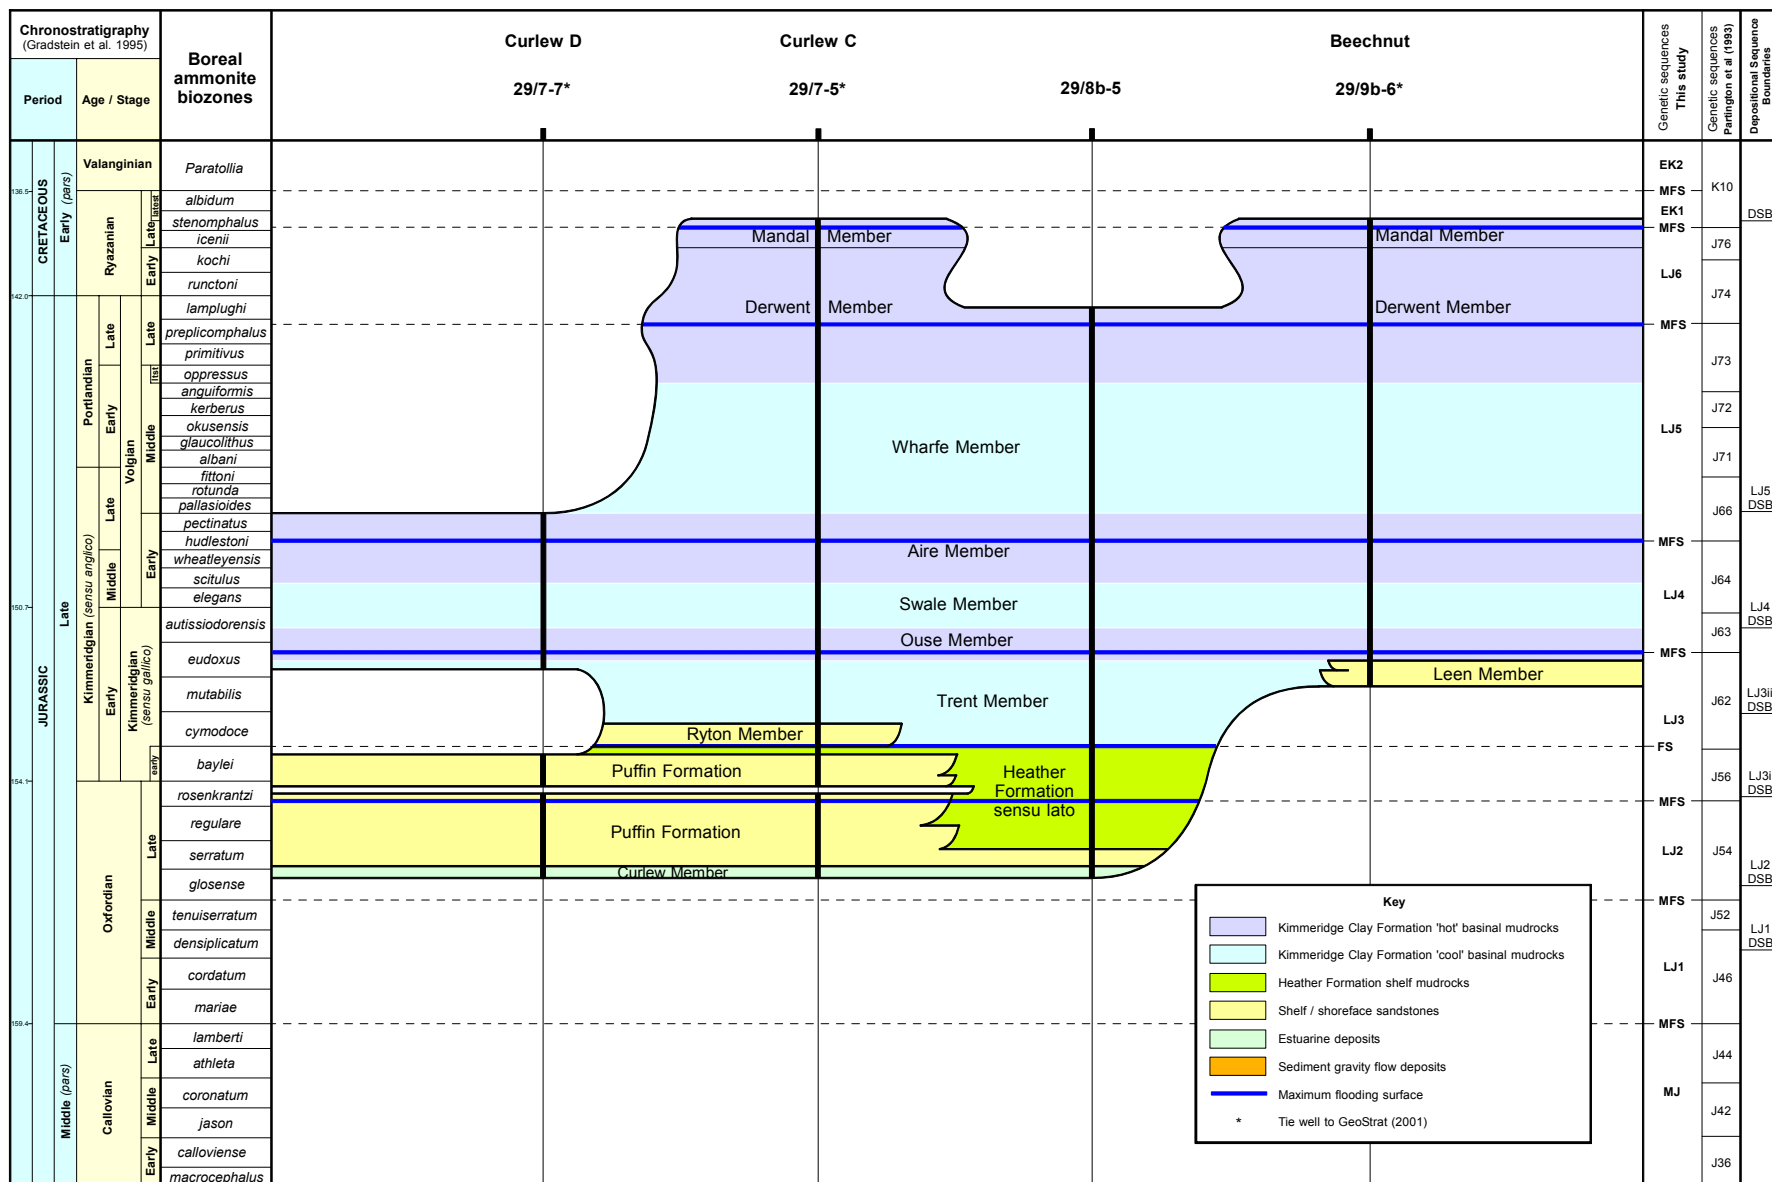 Chronostratigraphy
(Gradstein et al. 1995)
Period
Age / Stage
Boreal
ammonite
biozones
Curlew D
Curlew C
Beechnut
29/7-7*
29/7-5*
29/8b-5
29/9b-6*
Genetic sequences
This study
Genetic sequences
Partington et al (1993)
Depositional Sequence
Boundaries
136.5
142.0
150.7
154.1
159.4
CRETACEOUS
JURASSIC
Early (pars)
Late
Middle (pars)
Valanginian
Ryazanian
latest
Late
Early
Portlandian
Late
Early
Volgian
Late
ltst
Middle
Early
Kimmeridgian (sensu anglico)
Late
Middle
Early
Kimmeridgian
(sensu gallico)
early
Oxfordian
Late
Middle
Early
Callovian
Late
Middle
Early
Paratollia
albidum
stenomphalus
icenii
kochi
runctoni
lamplughi
preplicomphalus
primitivus
oppressus
anguiformis
kerberus
okusensis
glaucolithus
albani
fittoni
rotunda
pallasioides
pectinatus
hudlestoni
wheatleyensis
scitulus
elegans
autissiodorensis
eudoxus
mutabilis
cymodoce
baylei
rosenkrantzi
regulare
serratum
glosense
tenuiserratum
densiplicatum
cordatum
mariae
lamberti
athleta
coronatum
jason
calloviense
macrocephalus
Mandal Member
Mandal Member
Derwent Member
Derwent Member
Wharfe Member
Aire Member
Swale Member
Ouse Member
Leen Member
Trent Member
Ryton Member
Puffin Formation
Heather
Formation
sensu lato
Puffin Formation
Curlew Member
Key
Kimmeridge Clay Formation 'hot' basinal mudrocks
Kimmeridge Clay Formation 'cool' basinal mudrocks
Heather Formation shelf mudrocks
Shelf / shoreface sandstones
Estuarine deposits
Sediment gravity flow deposits
Maximum flooding surface
* Tie well to GeoStrat (2001)
EK2
MFS
EK1
MFS
LJ6
MFS
LJ5
MFS
LJ4
MFS
LJ3
FS
MFS
LJ2
MFS
LJ1
MFS
MJ
K10
J76
J74
J73
J72
J71
J66
J64
J63
J62
J56
J54
J52
J46
J44
J42
J36
DSB
LJ5
DSB
LJ4
DSB
LJ3ii
DSB
LJ3i
DSB
LJ2
DSB
LJ1
DSB